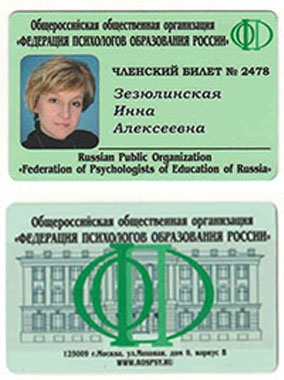 Общероссийская общественная организация
«ФЕДЕРАЦИЯ ПСИХОЛОГОВ ОБРАЗОВАНИЯ РОССИИ»
ЧЛЕНСКИЙ БИЛЕТ № 2478
Зезюлинская
Инна
Алексеевна
Russian Public Organization
«Federation of Psychologists of Education of Russia»
Общероссийская общественная организация
«ФЕДЕРАЦИЯ ПСИХОЛОГОВ ОБРАЗОВАНИЯ РОССИИ»
125009 г.Москва, ул.Моховая, дом 9, корпус В
WWW.ROSPSY.RU